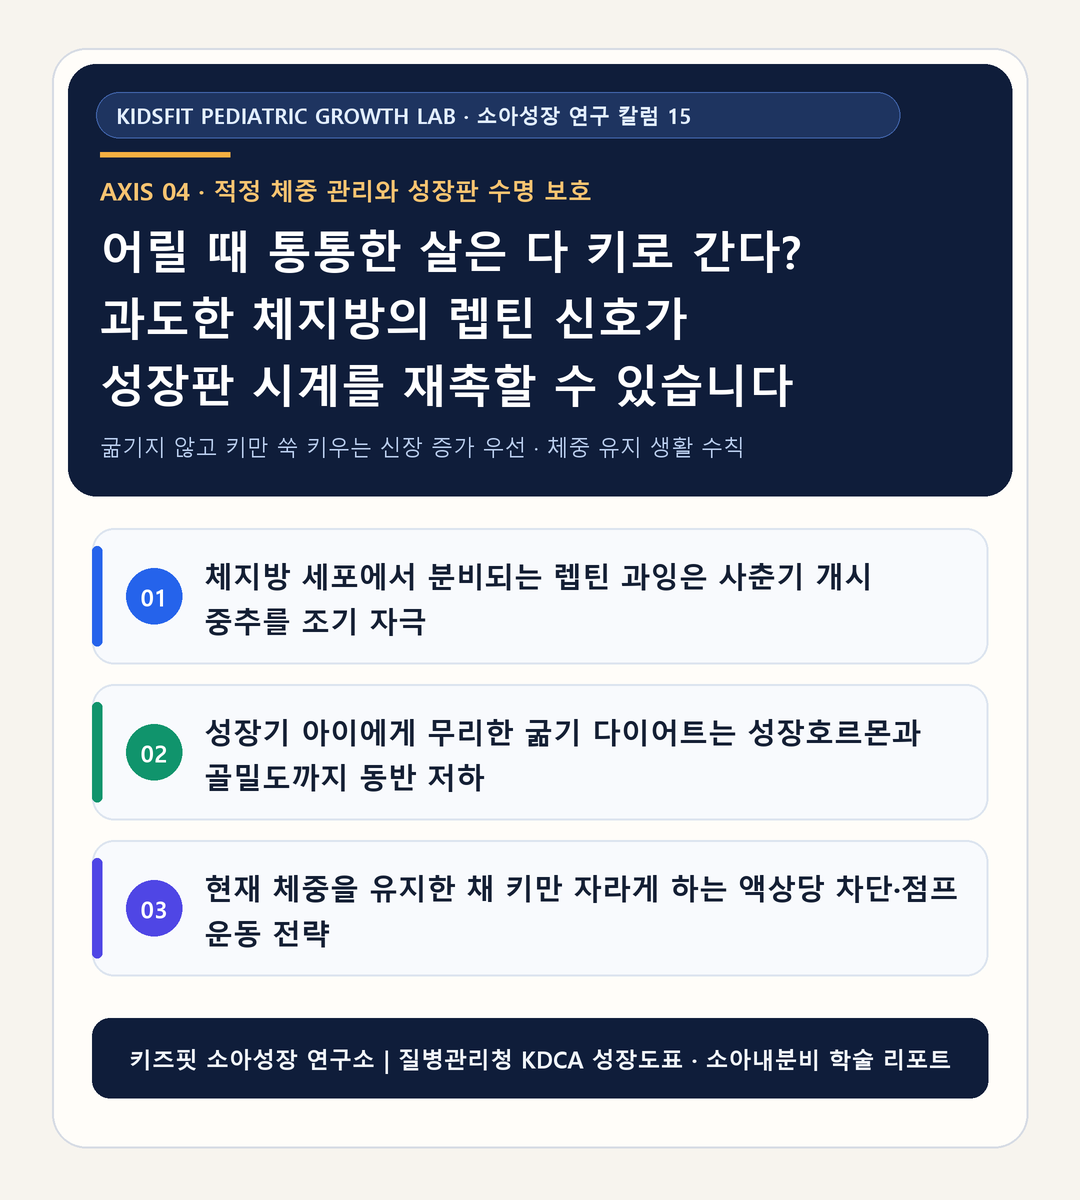 KIDSFIT PEDIATRIC GROWTH LAB · 소아성장 연구 칼럼 15
AXIS 04 · 적정 체중 관리와 성장판 수명 보호
어릴 때 통통한 살은 다 키로 간다?
과도한 체지방의 렙틴 신호가
성장판 시계를 재촉할 수 있습니다
굶기지 않고 키만 쑥 키우는 신장 증가 우선 · 체중 유지 생활 수칙
01
체지방 세포에서 분비되는 렙틴 과잉은 사춘기 개시
중추를 조기 자극
02
성장기 아이에게 무리한 굶기 다이어트는 성장호르몬과
골밀도까지 동반 저하
03
현재 체중을 유지한 채 키만 자라게 하는 액상당 차단·점프
운동 전략
키즈핏 소아성장 연구소 | 질병관리청 KDCA 성장도표 · 소아내분비 학술 리포트